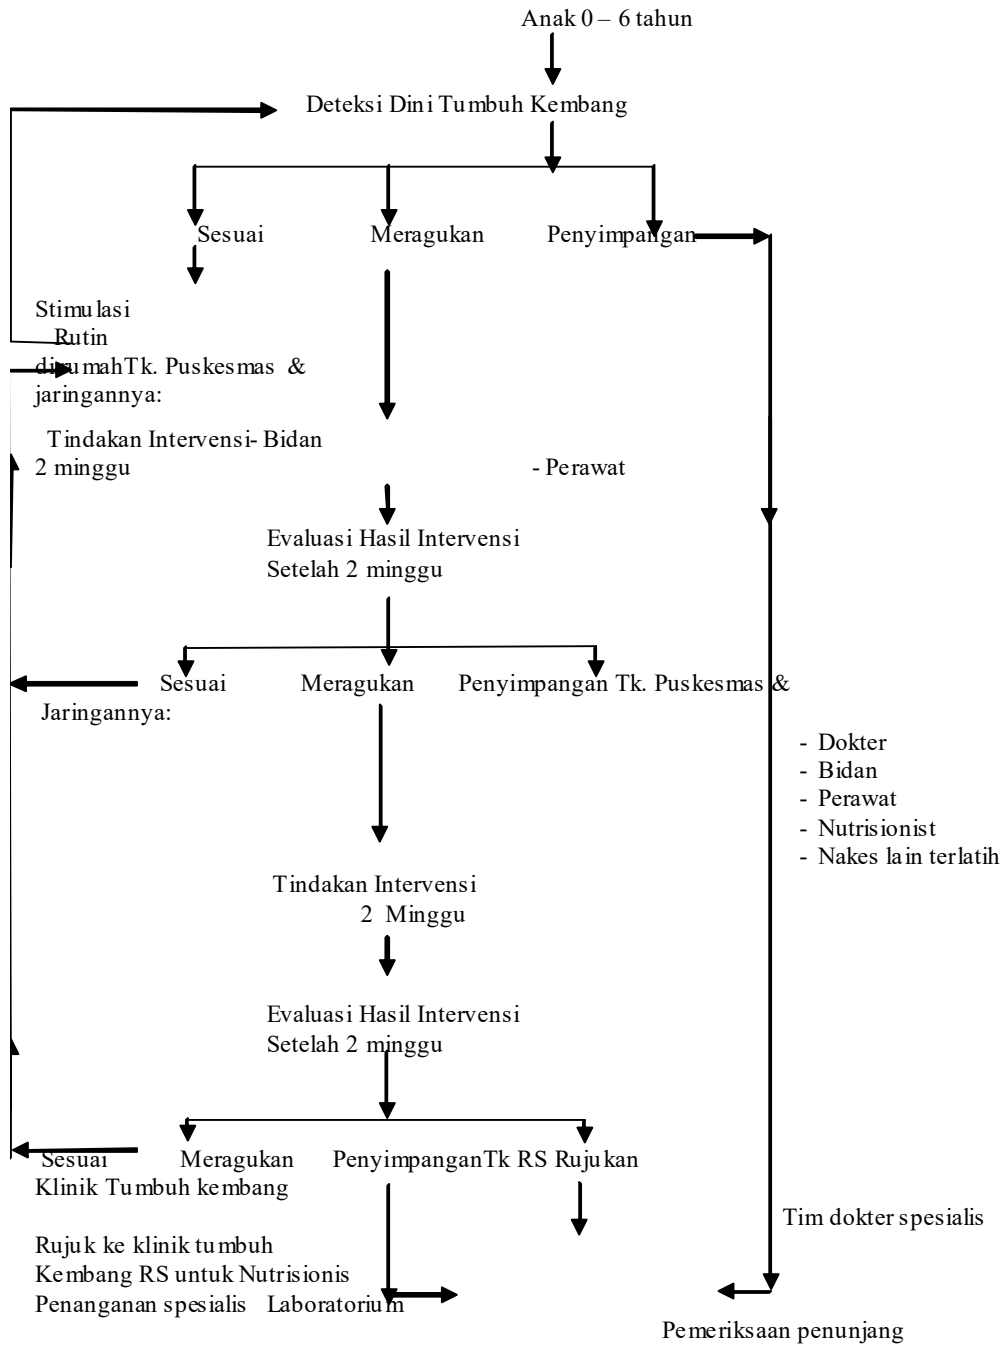 Anak 0 – 6 tahun
Deteksi Dini Tumbuh Kembang
Sesuai Meragukan Penyimpangan
Stimulasi
Rutin
dirumahTk. Puskesmas &
jaringannya:
Tindakan Intervensi- Bidan
2 minggu - Perawat
Evaluasi Hasil Intervensi
Setelah 2 minggu
Sesuai Meragukan Penyimpangan Tk. Puskesmas &
Jaringannya:
- Dokter
- Bidan
- Perawat
- Nutrisionist
- Nakes lain terlatih
Tindakan Intervensi
2 Minggu
Evaluasi Hasil Intervensi
Setelah 2 minggu
Sesuai Meragukan PenyimpanganTk RS Rujukan
Klinik Tumbuh kembang
Tim dokter spesialis
Rujuk ke klinik tumbuh
Kembang RS untuk Nutrisionis
Penanganan spesialis Laboratorium
Pemeriksaan penunjang